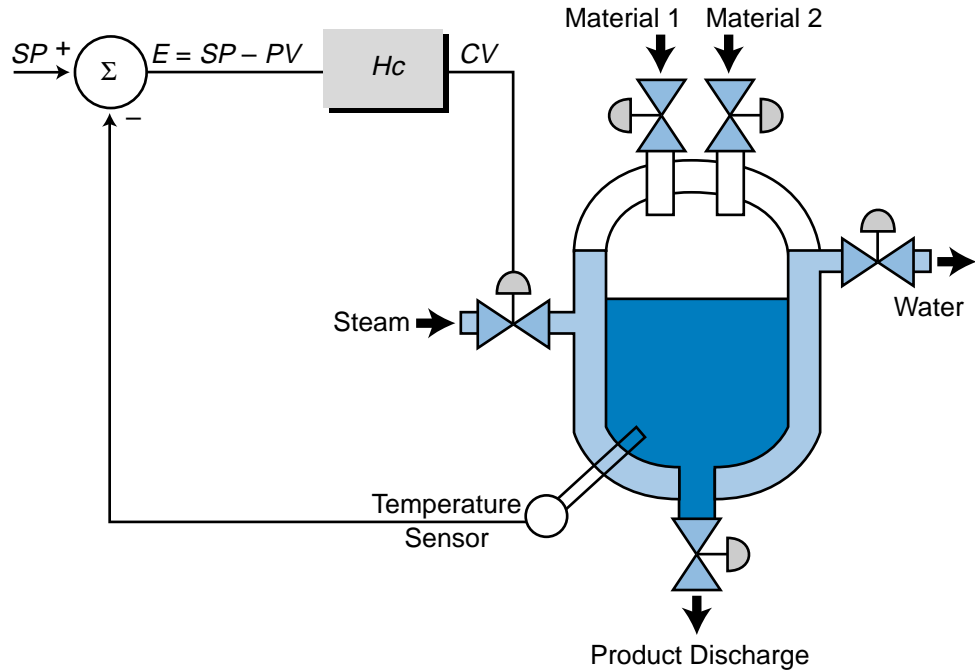 Material 1 Material 2
SP + E = SP – PV Hc CV
Σ
–
Steam
Water
Temperature
Sensor
Product Discharge